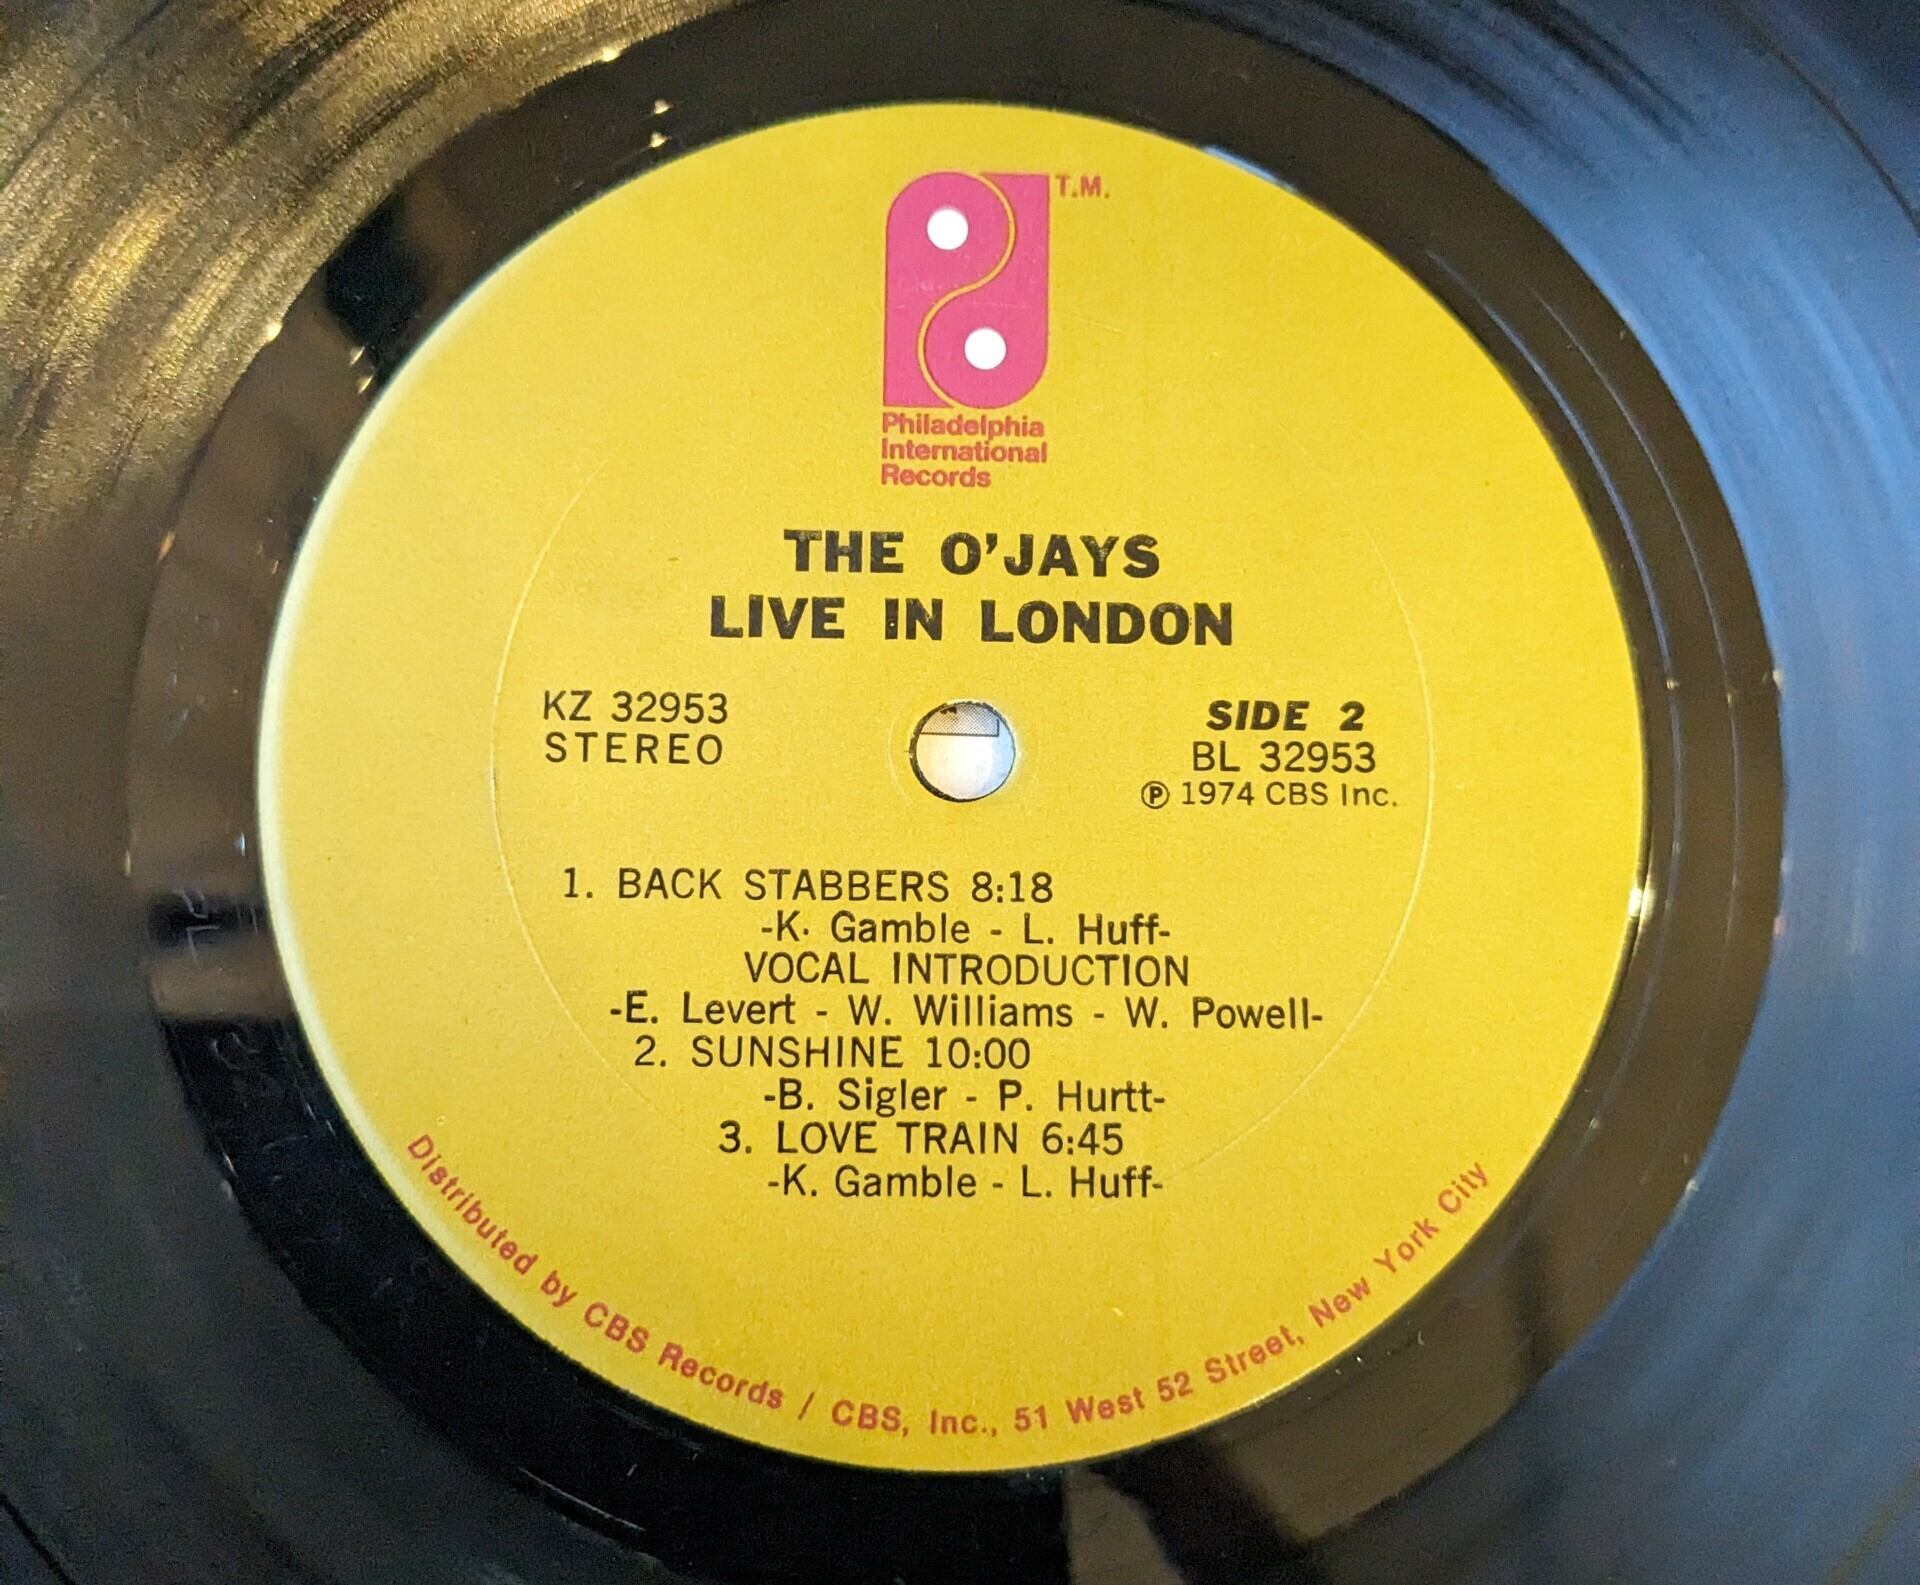 T.M.
Philadelphia
International
Records
THE O'JAYS
LIVE IN LONDON
KZ 32953
STEREO
SIDE 2
BL 32953
℗ 1974 CBS Inc.
1. BACK STABBERS 8:18
-K. Gamble - L. Huff-
VOCAL INTRODUCTION
-E. Levert - W. Williams - W. Powell-
2. SUNSHINE 10:00
-B. Sigler - P. Hurtt-
3. LOVE TRAIN 6:45
-K. Gamble - L. Huff-
Distributed by CBS Records / CBS, Inc., 51 West 52 Street, New York City